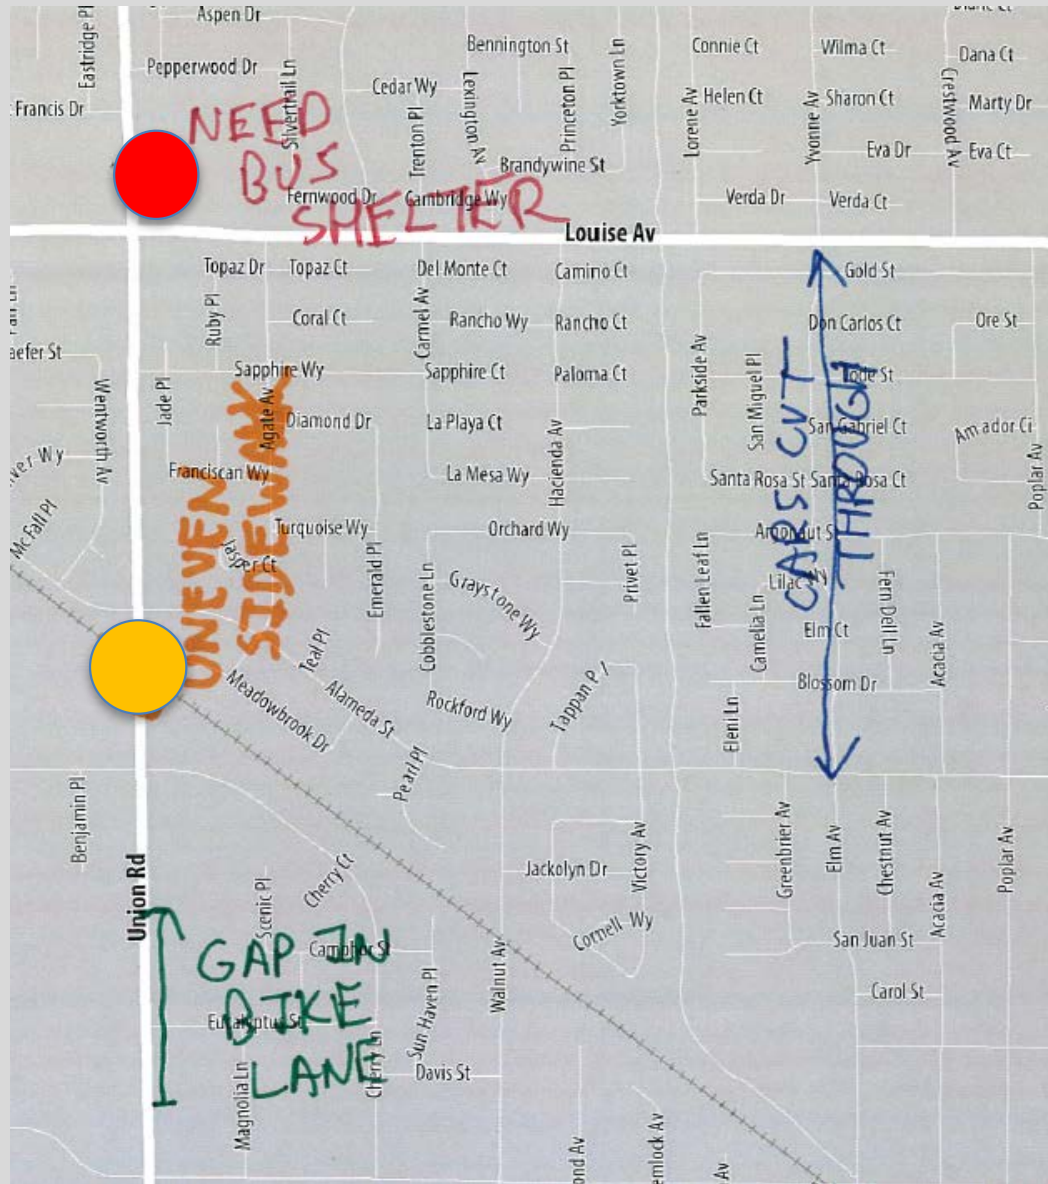 Aspen Dr
Eastridge Pl
Pepperwood Dr
Silvertrail Ln
Francis Dr
Cedar Wy
Bennington St
Lexington Av
Princeton Pl
Yorktown Ln
Trenton Pl
Brandywine St
Fernwood Dr
Cambridge Wy
Connie Ct
Wilma Ct
Dana Ct
Lorene Av
Helen Ct
Yvonne Av
Sharon Ct
Crestwood Av
Marty Dr
Eva Dr
Eva Ct
Verda Dr
Verda Ct
NEED
BUS
SHELTER
Louise Av
Topaz Dr
Topaz Ct
Del Monte Ct
Camino Ct
Gold St
Ruby Pl
Coral Ct
Carmel Av
Rancho Wy
Rancho Ct
Don Carlos Ct
Ore St
aefer St
Sapphire Wy
Sapphire Ct
Paloma Ct
Parkside Av
San Miguel Pl
Wentworth Av
Jade Pl
Agate Av
Diamond Dr
La Playa Ct
Hacienda Av
San Gabriel Ct
Amador Ci
Poplar Av
Franciscan Wy
La Mesa Wy
Santa Rosa St
Santa Rosa Ct
McFall Pl
Turquoise Wy
Orchard Wy
Jasper Ct
Emerald Pl
Cobblestone Ln
Graystone Wy
Privet Pl
Fallen Leaf Ln
Camelia Ln
Elm Ct
Fern Dell Ln
Acacia Av
Blossom Dr
Eleni Ln
UNEVEN
SIDEWALK
CARS CUT
THROUGH
Teal Pl
Meadowbrook Dr
Alameda St
Rockford Wy
Tappan Pl
Pearl Pl
Benjamin Pl
Union Rd
Scenic Pl
Cherry Ct
Jackolyn Dr
Victory Av
Greenbrier Av
Elm Av
Chestnut Av
Acacia Av
Poplar Av
Cornell Wy
San Juan St
Carol St
Camphor St
Walnut Av
Sun Haven Pl
Eucalyptus St
Cherry Ln
Davis St
Magnolia Ln
GAP IN
BIKE
LANE
ond Av
emlock Av
Av